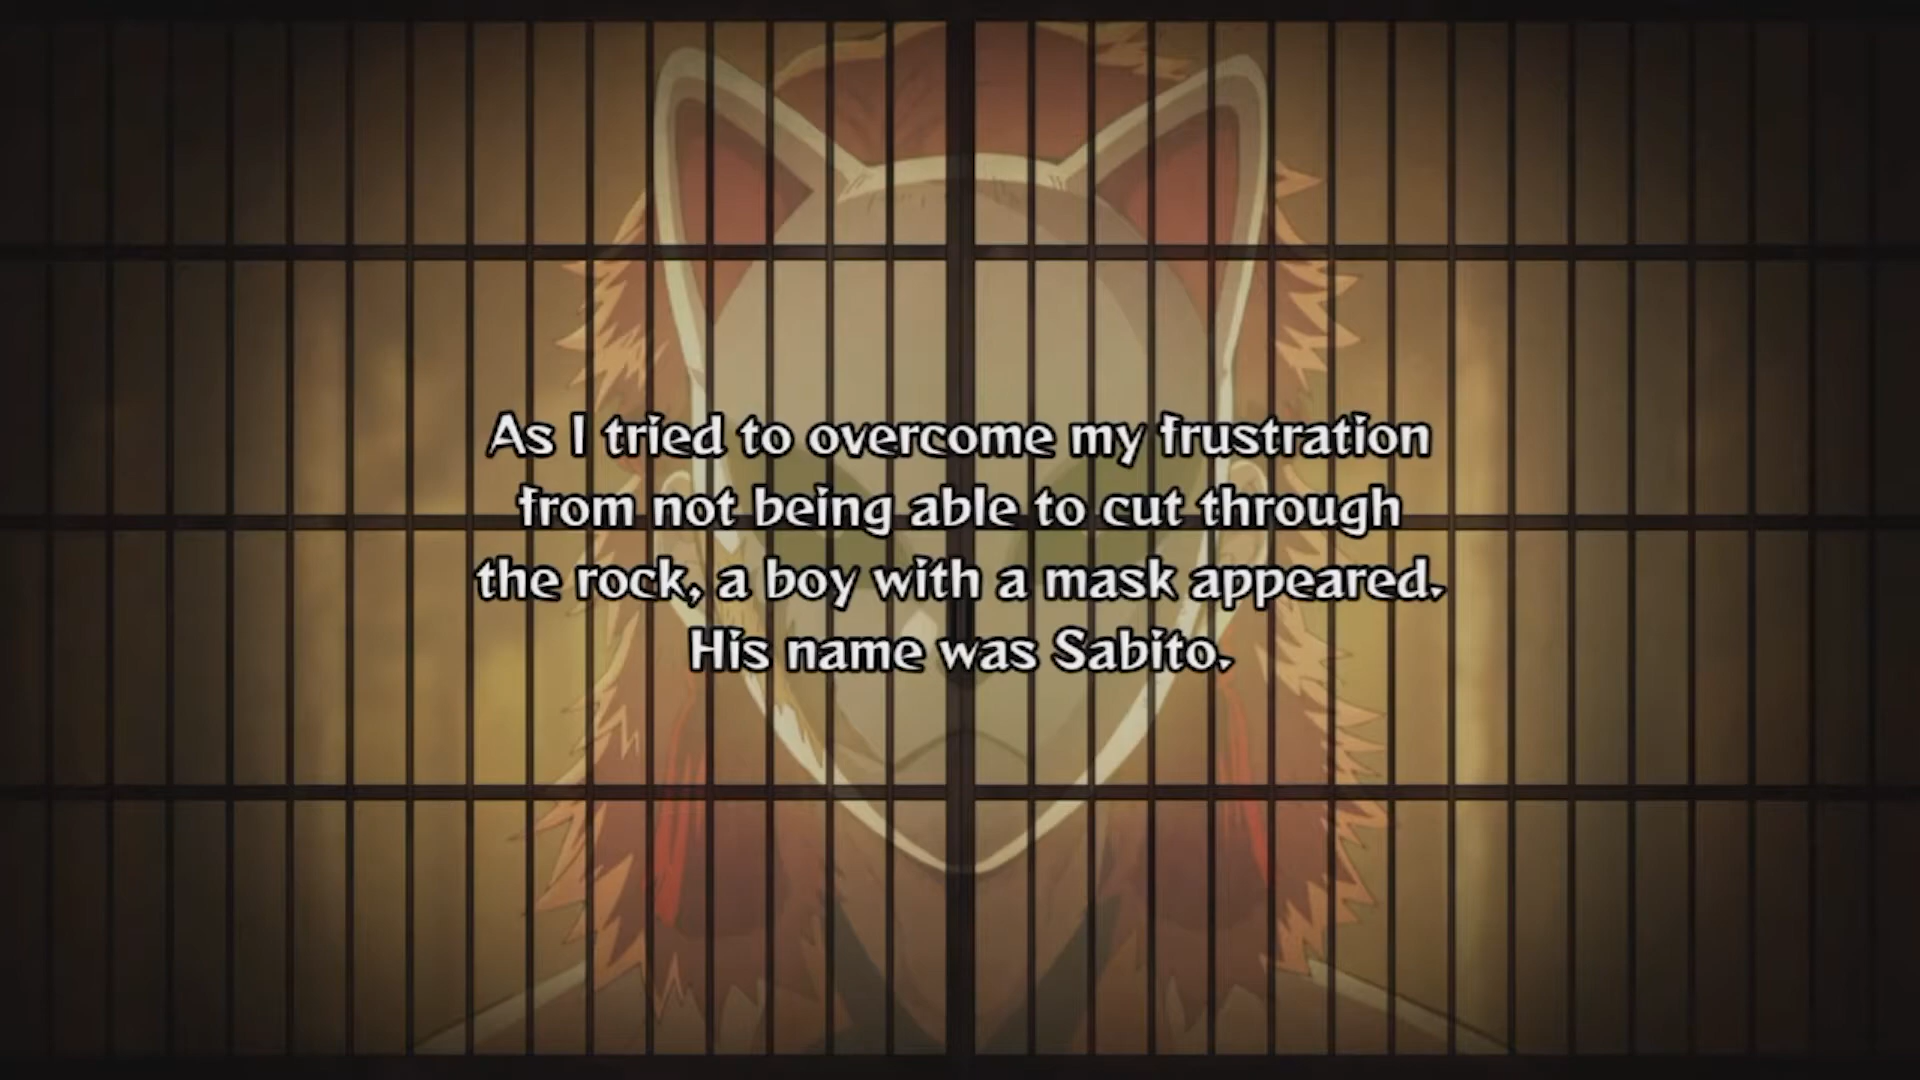 As I tried to overcome my frustration
from not being able to cut through
the rock, a boy with a mask appeared.
His name was Sabito.